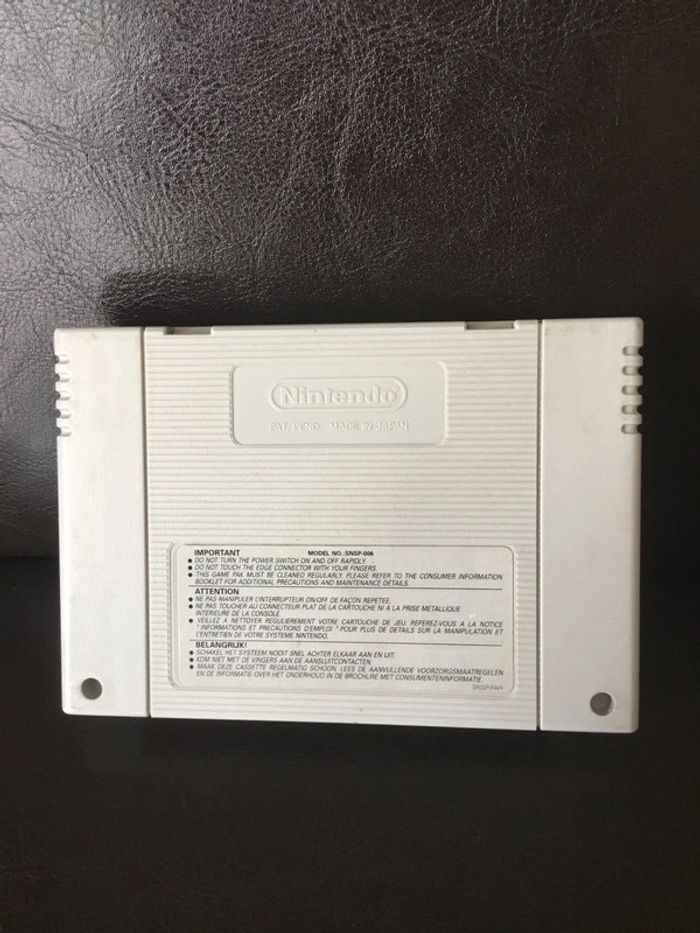 Nintendo
PAT. PEND. MADE IN JAPAN
IMPORTANT MODEL NO.: SNSP-006
● DO NOT TURN THE POWER SWITCH ON AND OFF RAPIDLY.
● DO NOT TOUCH THE EDGE CONNECTOR WITH YOUR FINGERS.
● THIS GAME PAK MUST BE CLEANED REGULARLY. PLEASE REFER TO THE CONSUMER INFORMATION
BOOKLET FOR ADDITIONAL PRECAUTIONS AND MAINTENANCE DETAILS.
ATTENTION
● NE PAS MANIPULER L'INTERRUPTEUR ON-OFF DE FAÇON REPETEE.
● NE PAS TOUCHER AU CONNECTEUR PLAT DE LA CARTOUCHE NI A LA PRISE METALLIQUE
INTERIEURE DE LA CONSOLE
● VEILLEZ A NETTOYER REGULIEREMENT VOTRE CARTOUCHE DE JEU. REFEREZ-VOUS A LA NOTICE
" INFORMATIONS ET PRECAUTIONS D'EMPLOI " POUR PLUS DE DETAILS SUR LA MANIPULATION ET
L'ENTRETIEN DE VOTRE SYSTEME NINTENDO.
BELANGRIJK!
● SCHAKEL HET SYSTEEM NOOIT SNEL ACHTER ELKAAR AAN EN UIT.
● KOM NIET MET DE VINGERS AAN DE AANSLUITCONTACTEN.
● MAAK DEZE CASSETTE REGELMATIG SCHOON. LEES DE AANVULLENDE VOORZORGSMAATREGELEN
EN DE INFORMATIE OVER HET ONDERHOUD IN DE BROCHURE MET CONSUMENTENINFORMATIE.
SNSP-FAH